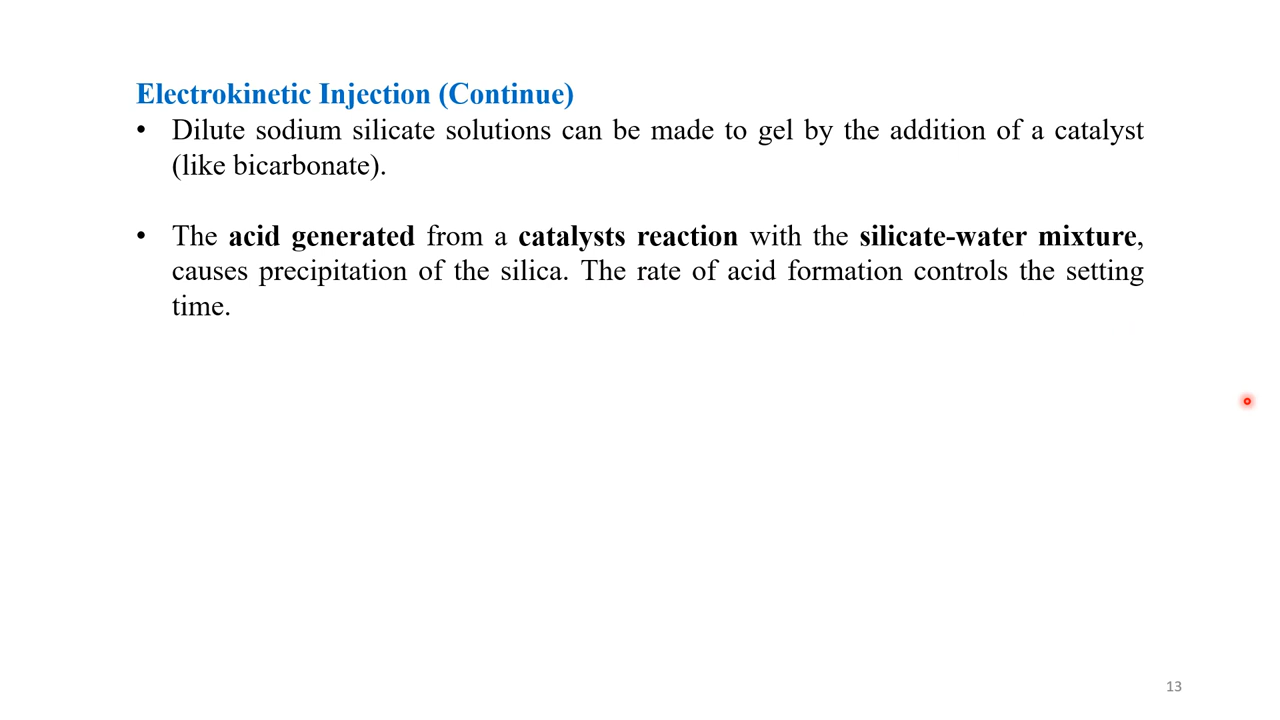 Electrokinetic Injection (Continue)
• Dilute sodium silicate solutions can be made to gel by the addition of a catalyst
(like bicarbonate).
• The acid generated from a catalysts reaction with the silicate-water mixture,
causes precipitation of the silica. The rate of acid formation controls the setting
time.
13